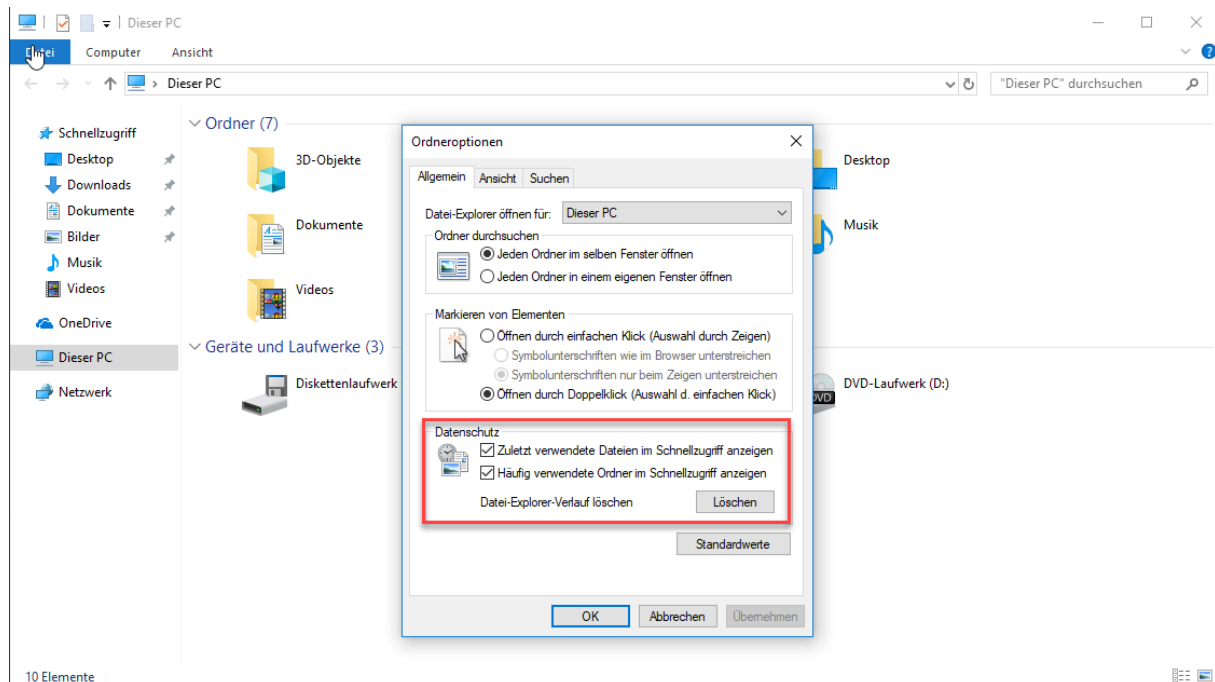 Dieser PC
Datei Computer Ansicht
Dieser PC "Dieser PC" durchsuchen
Schnellzugriff
Desktop
Downloads
Dokumente
Bilder
Musik
Videos
OneDrive
Dieser PC
Netzwerk
Ordner (7)
3D-Objekte
Dokumente
Videos
Desktop
Musik
Geräte und Laufwerke (3)
Diskettenlaufwerk
DVD-Laufwerk (D:)
DVD
Ordneroptionen
Allgemein Ansicht Suchen
Datei-Explorer öffnen für: Dieser PC
Ordner durchsuchen
Jeden Ordner im selben Fenster öffnen
Jeden Ordner in einem eigenen Fenster öffnen
Markieren von Elementen
Öffnen durch einfachen Klick (Auswahl durch Zeigen)
Symbolunterschriften wie im Browser unterstreichen
Symbolunterschriften nur beim Zeigen unterstreichen
Öffnen durch Doppelklick (Auswahl d. einfachen Klick)
Datenschutz
Zuletzt verwendete Dateien im Schnellzugriff anzeigen
Häufig verwendete Ordner im Schnellzugriff anzeigen
Datei-Explorer-Verlauf löschen Löschen
Standardwerte
OK Abbrechen Übernehmen
10 Elemente